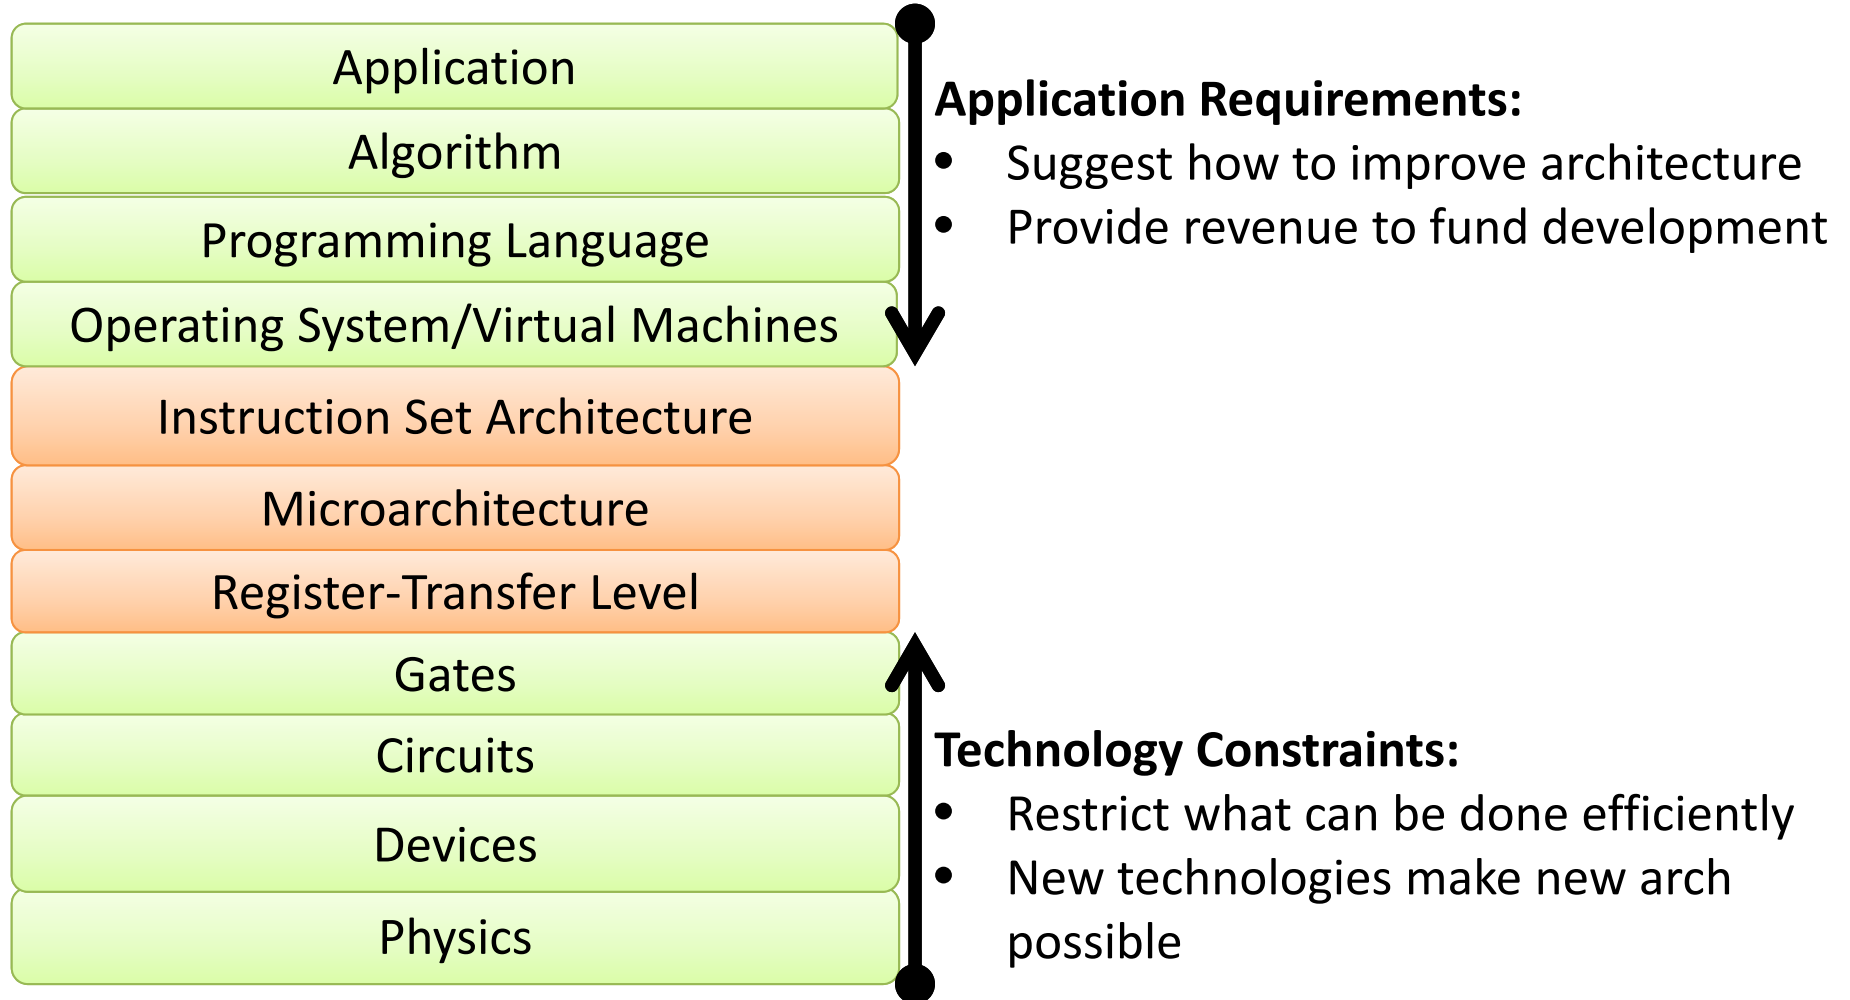 Application
Algorithm
Programming Language
Operating System/Virtual Machines
Instruction Set Architecture
Microarchitecture
Register-Transfer Level
Gates
Circuits
Devices
Physics
Application Requirements:
• Suggest how to improve architecture
• Provide revenue to fund development
Technology Constraints:
• Restrict what can be done efficiently
• New technologies make new arch
possible